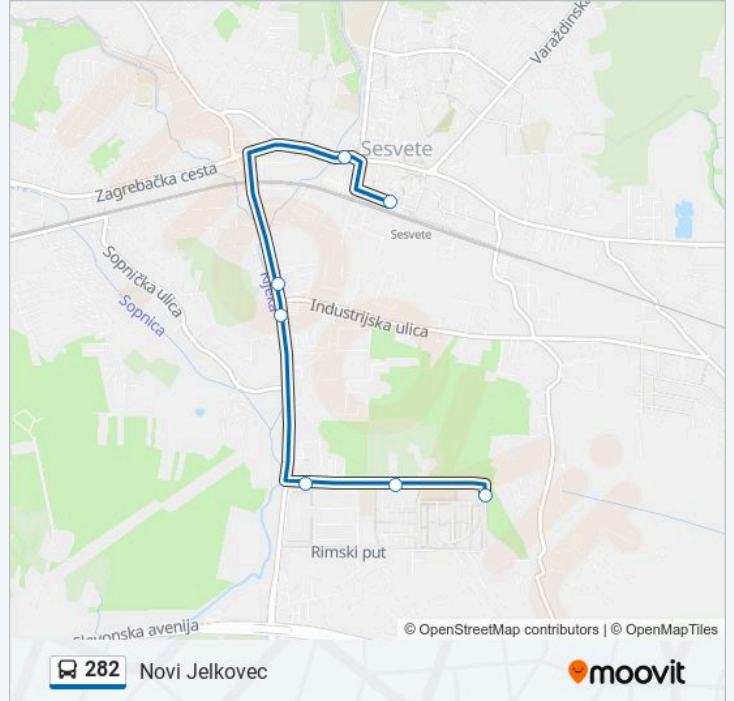 Varaždinska
Sesvete
Zagrebačka cesta
Sesvete
Sopnička ulica
Rijeka
Sopnica
Industrijska ulica
Rimski put
Slavonska avenija
© OpenStreetMap contributors | © OpenMapTiles
282 Novi Jelkovec
moovit